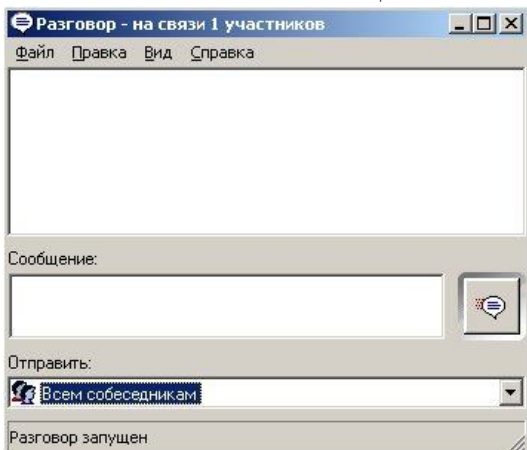 Разговор - на связи 1 участников
Файл Правка Вид Справка
Сообщение:
Отправить:
Всем собеседникам
Разговор запущен